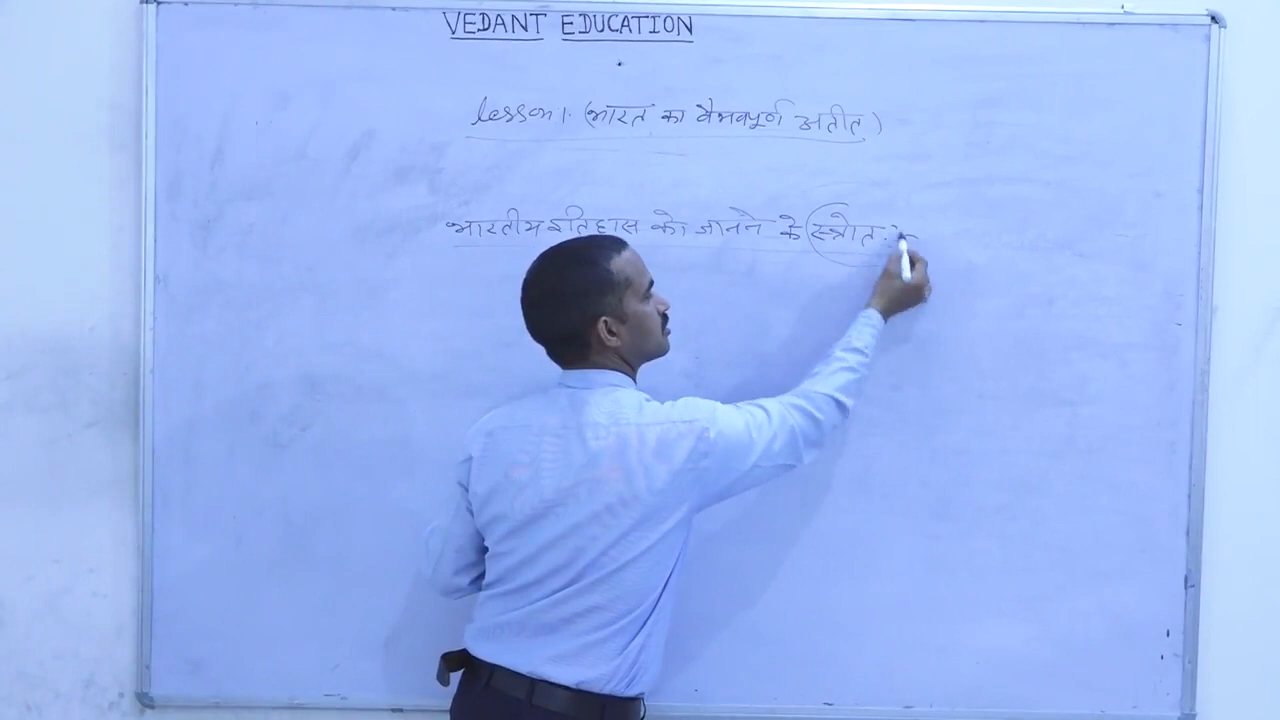 VEDANT EDUCATION
Lesson 1. (भारत का वैभवपूर्ण अतीत)
भारतीय इतिहास को जानने के स्त्रोत :-